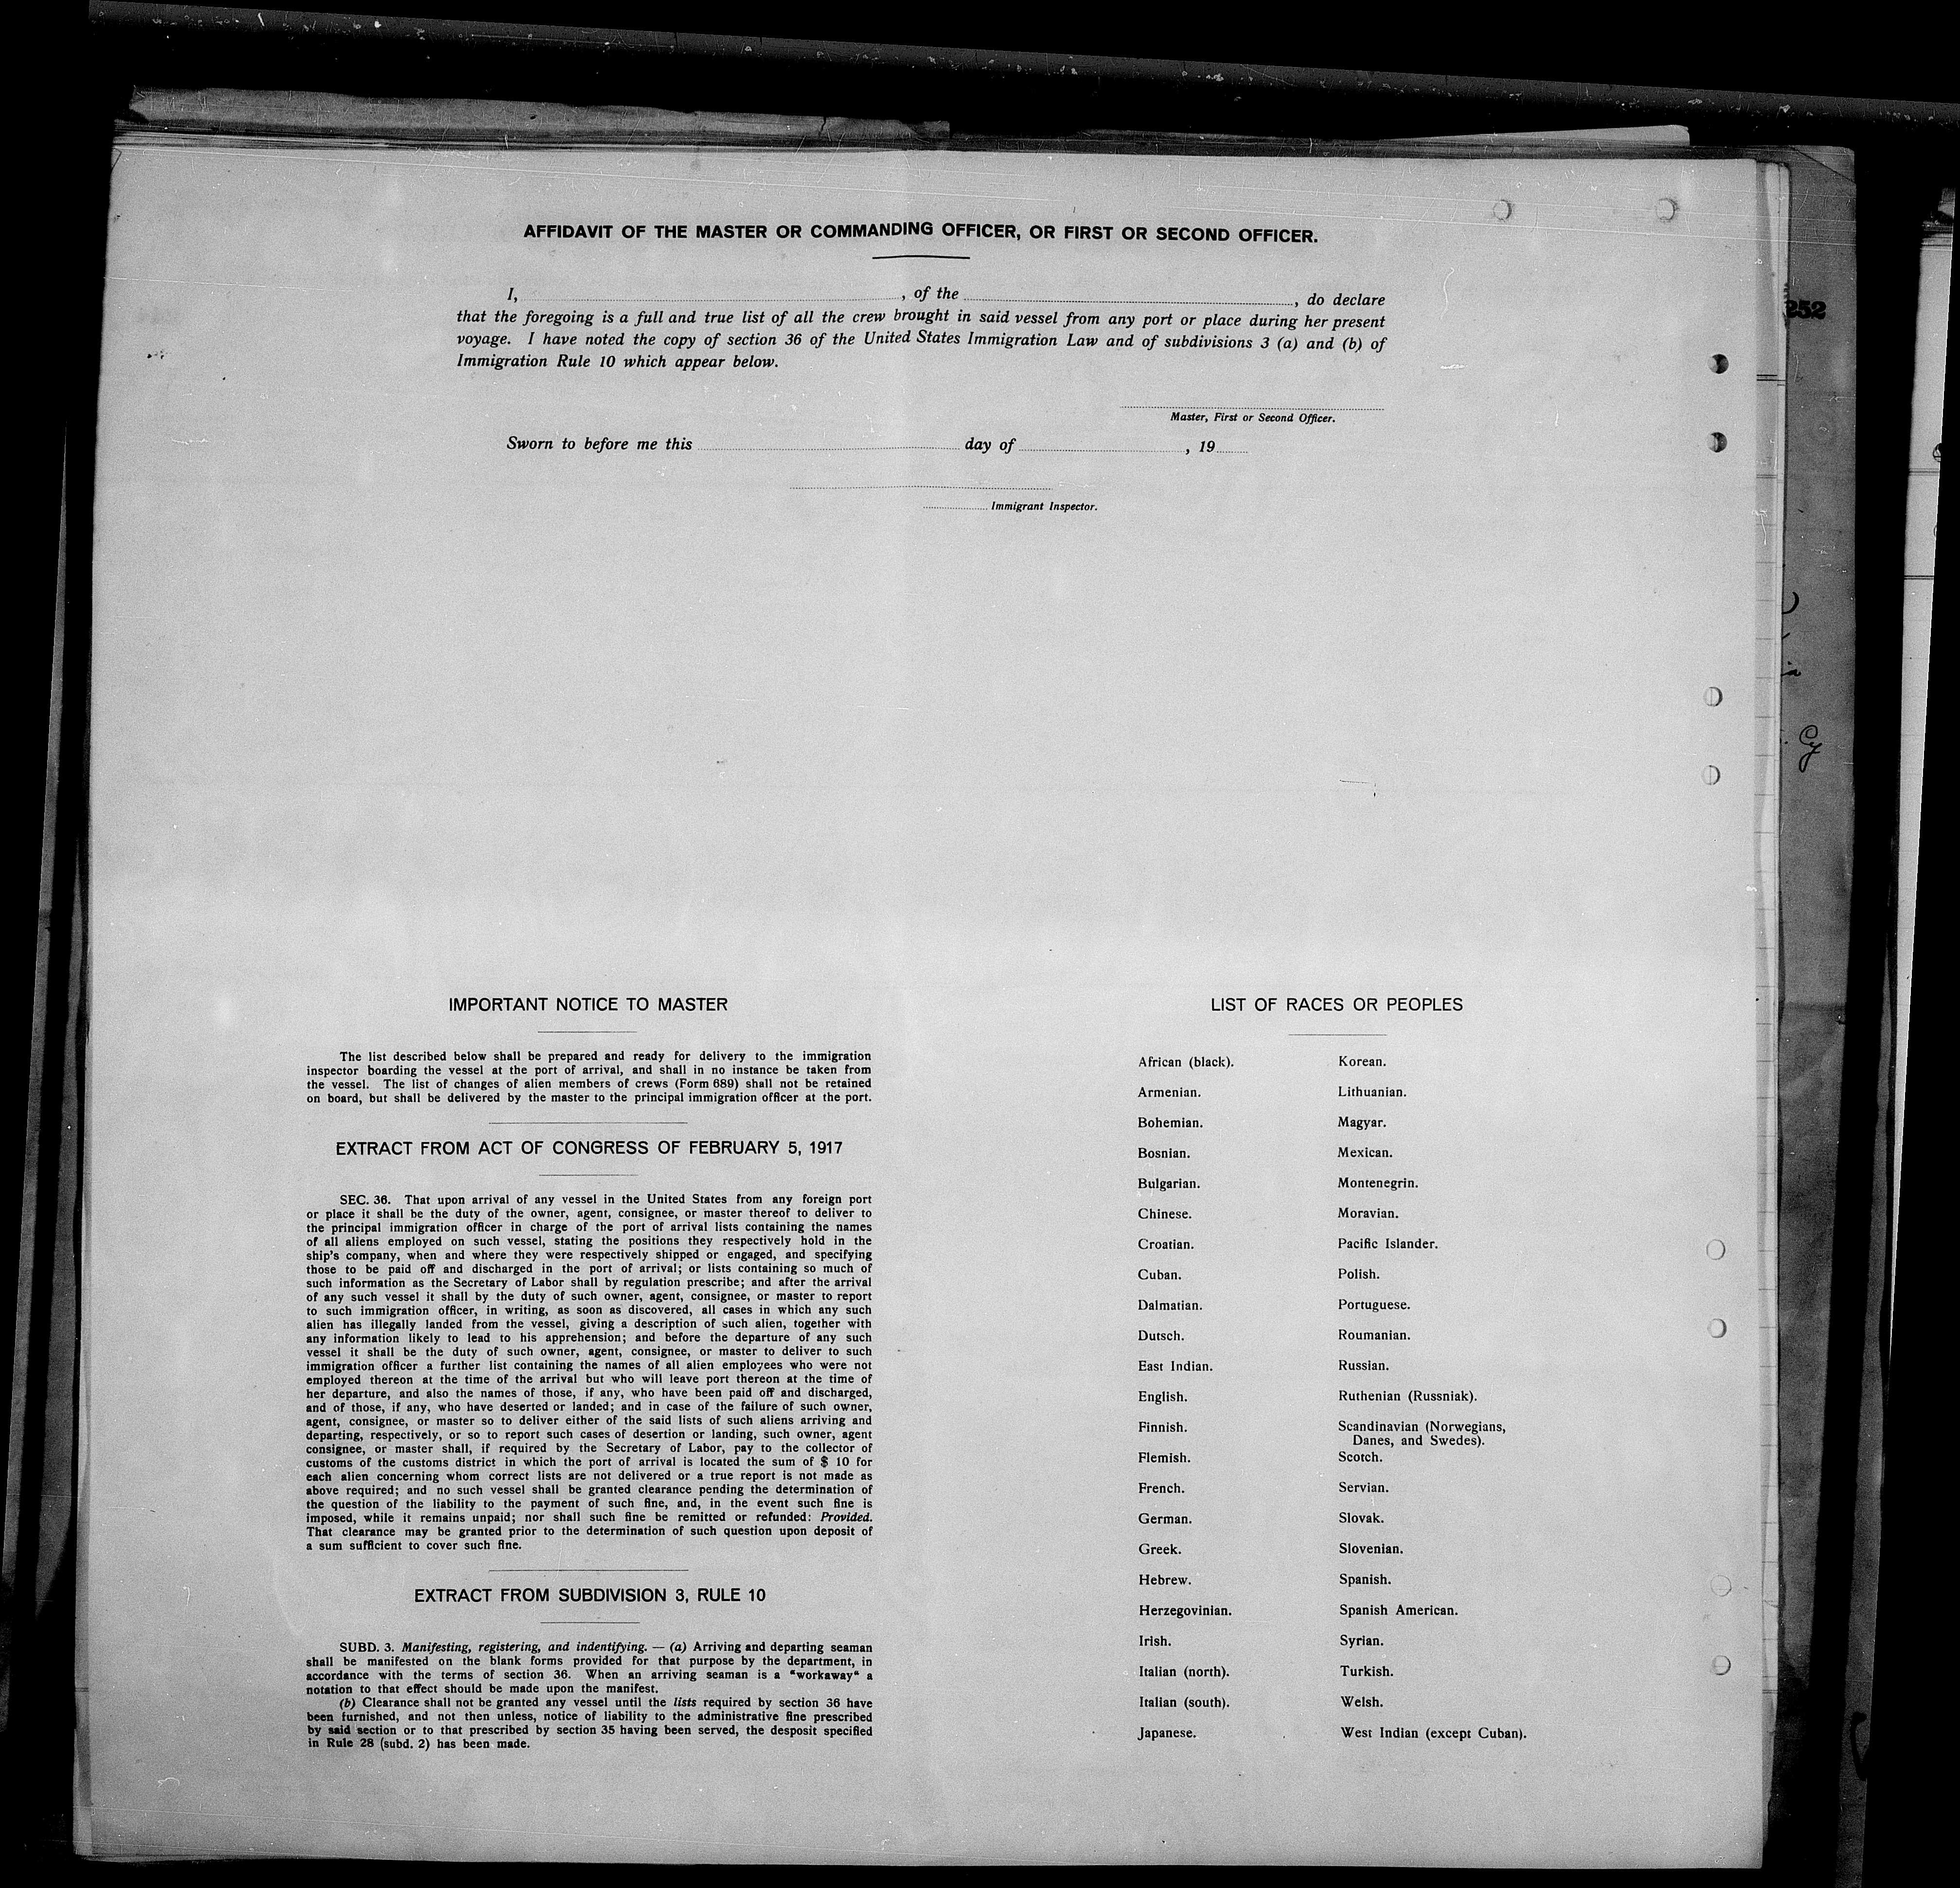 AFFIDAVIT OF THE MASTER OR COMMANDING OFFICER, OR FIRST OR SECOND OFFICER.
I, , of the , do declare
that the foregoing is a full and true list of all the crew brought in said vessel from any port or place during her present
voyage. I have noted the copy of section 36 of the United States Immigration Law and of subdivisions 3 (a) and (b) of
Immigration Rule 10 which appear below.
Master, First or Second Officer.
Sworn to before me this day of , 19
Immigrant Inspector.
252
Cy
IMPORTANT NOTICE TO MASTER
The list described below shall be prepared and ready for delivery to the immigration
inspector boarding the vessel at the port of arrival, and shall in no instance be taken from
the vessel. The list of changes of alien members of crews (Form 689) shall not be retained
on board, but shall be delivered by the master to the principal immigration officer at the port.
EXTRACT FROM ACT OF CONGRESS OF FEBRUARY 5, 1917
SEC. 36. That upon arrival of any vessel in the United States from any foreign port
or place it shall be the duty of the owner, agent, consignee, or master thereof to deliver to
the principal immigration officer in charge of the port of arrival lists containing the names
of all aliens employed on such vessel, stating the positions they respectively hold in the
ship's company, when and where they were respectively shipped or engaged, and specifying
those to be paid off and discharged in the port of arrival; or lists containing so much of
such information as the Secretary of Labor shall by regulation prescribe; and after the arrival
of any such vessel it shall by the duty of such owner, agent, consignee, or master to report
to such immigration officer, in writing, as soon as discovered, all cases in which any such
alien has illegally landed from the vessel, giving a description of such alien, together with
any information likely to lead to his apprehension; and before the departure of any such
vessel it shall be the duty of such owner, agent, consignee, or master to deliver to such
immigration officer a further list containing the names of all alien employees who were not
employed thereon at the time of the arrival but who will leave port thereon at the time of
her departure, and also the names of those, if any, who have been paid off and discharged,
and of those, if any, who have deserted or landed; and in case of the failure of such owner,
agent, consignee, or master so to deliver either of the said lists of such aliens arriving and
departing, respectively, or so to report such cases of desertion or landing, such owner, agent
consignee, or master shall, if required by the Secretary of Labor, pay to the collector of
customs of the customs district in which the port of arrival is located the sum of $ 10 for
each alien concerning whom correct lists are not delivered or a true report is not made as
above required; and no such vessel shall be granted clearance pending the determination of
the question of the liability to the payment of such fine, and, in the event such fine is
imposed, while it remains unpaid; nor shall such fine be remitted or refunded: Provided.
That clearance may be granted prior to the determination of such question upon deposit of
a sum sufficient to cover such fine.
EXTRACT FROM SUBDIVISION 3, RULE 10
SUBD. 3. Manifesting, registering, and indentifying. — (a) Arriving and departing seaman
shall be manifested on the blank forms provided for that purpose by the department, in
accordance with the terms of section 36. When an arriving seaman is a “workaway“ a
notation to that effect should be made upon the manifest.
(b) Clearance shall not be granted any vessel until the lists required by section 36 have
been furnished, and not then unless, notice of liability to the administrative fine prescribed
by said section or to that prescribed by section 35 having been served, the desposit specified
in Rule 28 (subd. 2) has been made.
LIST OF RACES OR PEOPLES
African (black).
Armenian.
Bohemian.
Bosnian.
Bulgarian.
Chinese.
Croatian.
Cuban.
Dalmatian.
Dutsch.
East Indian.
English.
Finnish.
Flemish.
French.
German.
Greek.
Hebrew.
Herzegovinian.
Irish.
Italian (north).
Italian (south).
Japanese.
Korean.
Lithuanian.
Magyar.
Mexican.
Montenegrin.
Moravian.
Pacific Islander.
Polish.
Portuguese.
Roumanian.
Russian.
Ruthenian (Russniak).
Scandinavian (Norwegians,
Danes, and Swedes).
Scotch.
Servian.
Slovak.
Slovenian.
Spanish.
Spanish American.
Syrian.
Turkish.
Welsh.
West Indian (except Cuban).